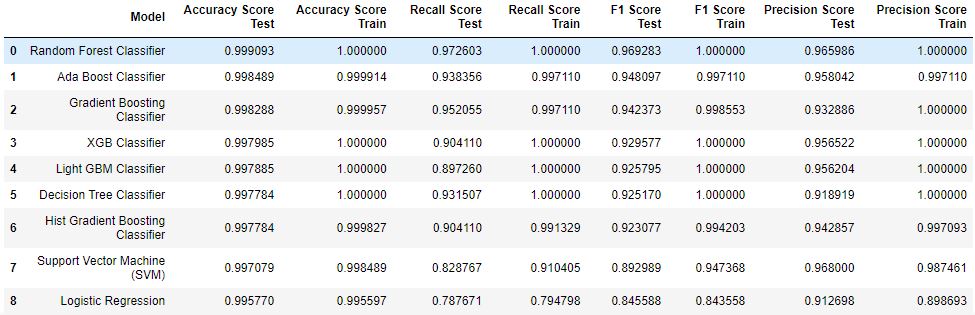 Model Accuracy Score Test Accuracy Score Train Recall Score Test Recall Score Train F1 Score Test F1 Score Train Precision Score Test Precision Score Train
0 Random Forest Classifier 0.999093 1.000000 0.972603 1.000000 0.969283 1.000000 0.965986 1.000000
1 Ada Boost Classifier 0.998489 0.999914 0.938356 0.997110 0.948097 0.997110 0.958042 0.997110
2 Gradient Boosting Classifier 0.998288 0.999957 0.952055 0.997110 0.942373 0.998553 0.932886 1.000000
3 XGB Classifier 0.997985 1.000000 0.904110 1.000000 0.929577 1.000000 0.956522 1.000000
4 Light GBM Classifier 0.997885 1.000000 0.897260 1.000000 0.925795 1.000000 0.956204 1.000000
5 Decision Tree Classifier 0.997784 1.000000 0.931507 1.000000 0.925170 1.000000 0.918919 1.000000
6 Hist Gradient Boosting Classifier 0.997784 0.999827 0.904110 0.991329 0.923077 0.994203 0.942857 0.997093
7 Support Vector Machine (SVM) 0.997079 0.998489 0.828767 0.910405 0.892989 0.947368 0.968000 0.987461
8 Logistic Regression 0.995770 0.995597 0.787671 0.794798 0.845588 0.843558 0.912698 0.898693